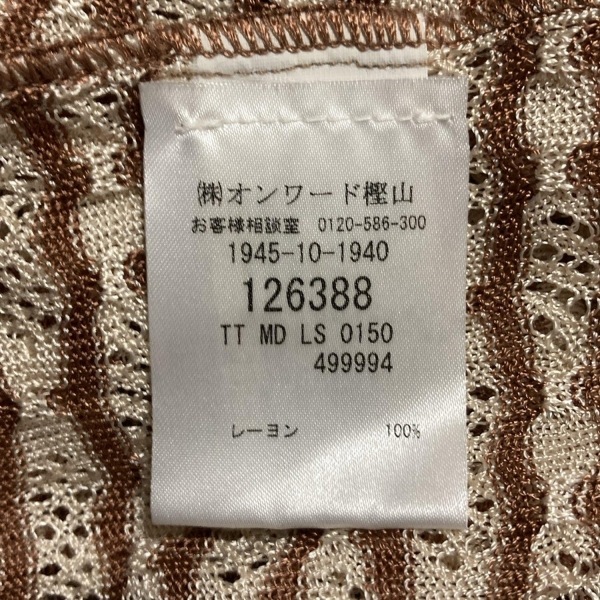 ㈱オンワード樫山
お客様相談室 0120-586-300
1945-10-1940
126388
TT MD LS 0150
499994
レーヨン 100%